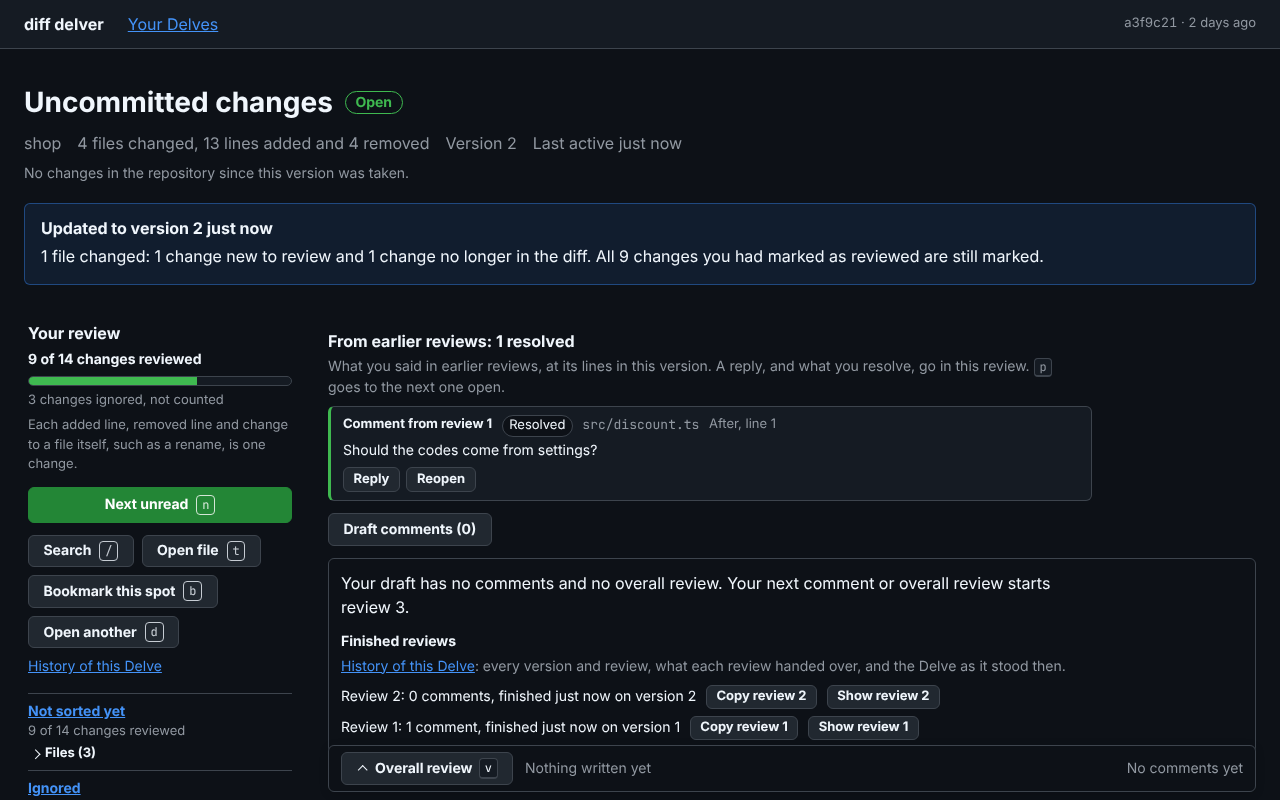 diff delver Your Delves a3f9c21 · 2 days ago
Uncommitted changes Open
shop 4 files changed, 13 lines added and 4 removed Version 2 Last active just now
No changes in the repository since this version was taken.
Updated to version 2 just now
1 file changed: 1 change new to review and 1 change no longer in the diff. All 9 changes you had marked as reviewed are still marked.
Your review
9 of 14 changes reviewed
3 changes ignored, not counted
Each added line, removed line and change
to a file itself, such as a rename, is one
change.
Next unread n
Search / Open file t
Bookmark this spot b
Open another d
History of this Delve
Not sorted yet
9 of 14 changes reviewed
Files (3)
Ignored
From earlier reviews: 1 resolved
What you said in earlier reviews, at its lines in this version. A reply, and what you resolve, go in this review. p
goes to the next one open.
Comment from review 1 Resolved src/discount.ts After, line 1
Should the codes come from settings?
Reply Reopen
Draft comments (0)
Your draft has no comments and no overall review. Your next comment or overall review starts
review 3.
Finished reviews
History of this Delve: every version and review, what each review handed over, and the Delve as it stood then.
Review 2: 0 comments, finished just now on version 2 Copy review 2 Show review 2
Review 1: 1 comment, finished just now on version 1 Copy review 1 Show review 1
Overall review v Nothing written yet No comments yet